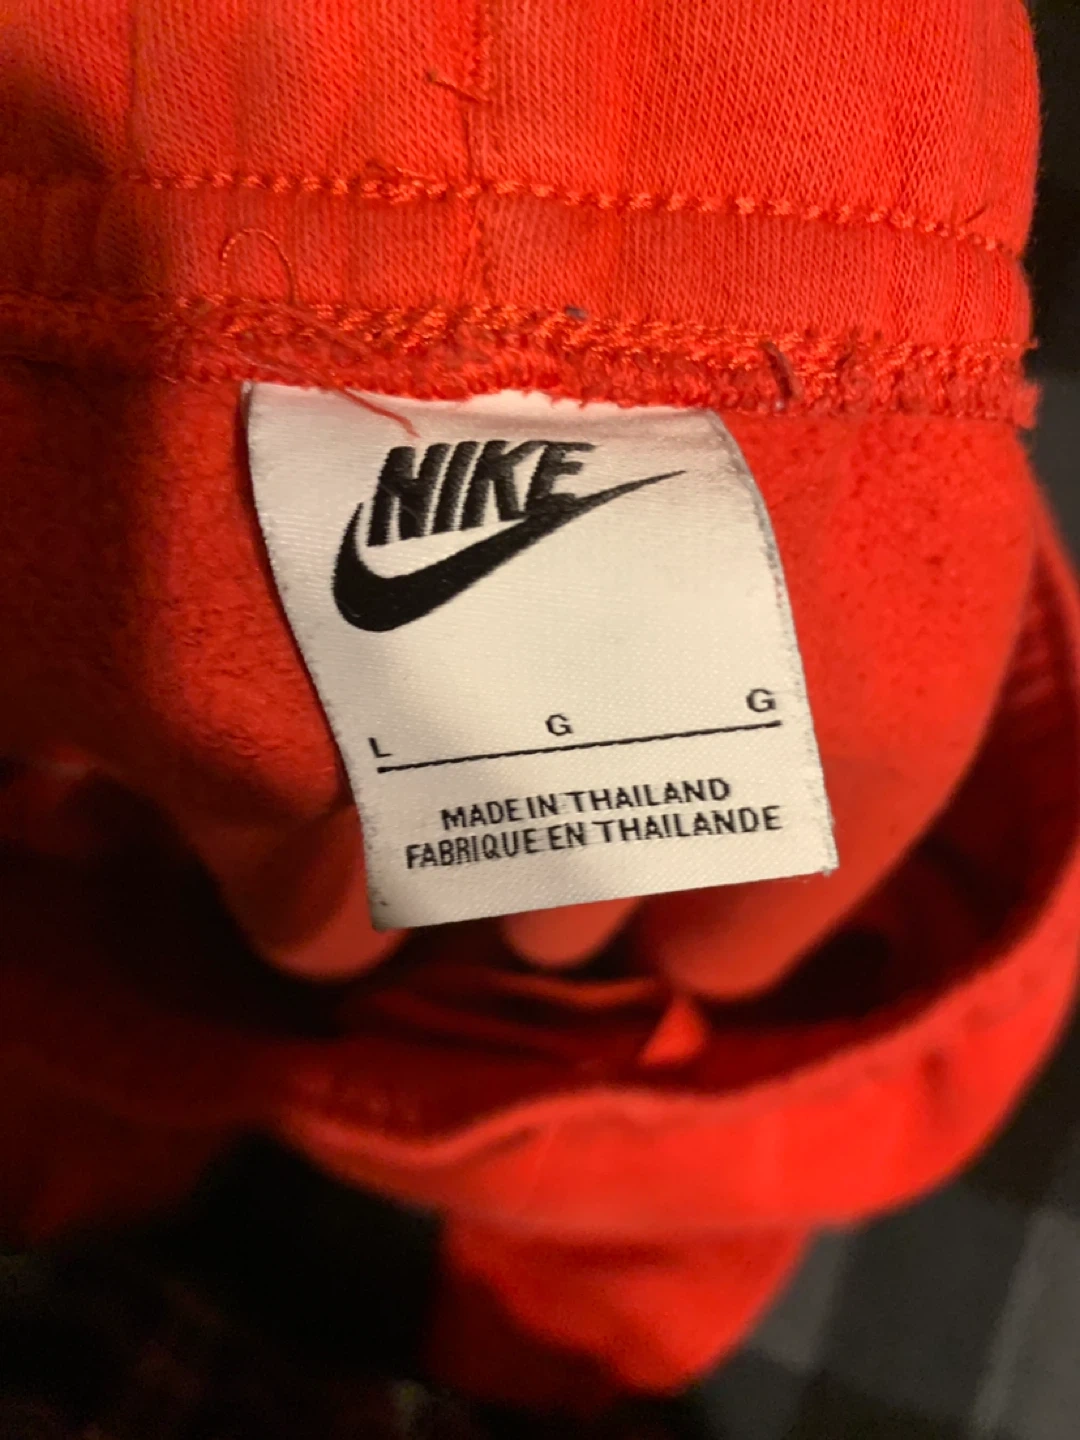 NIKE
L G G
MADE IN THAILAND
FABRIQUE EN THAILANDE